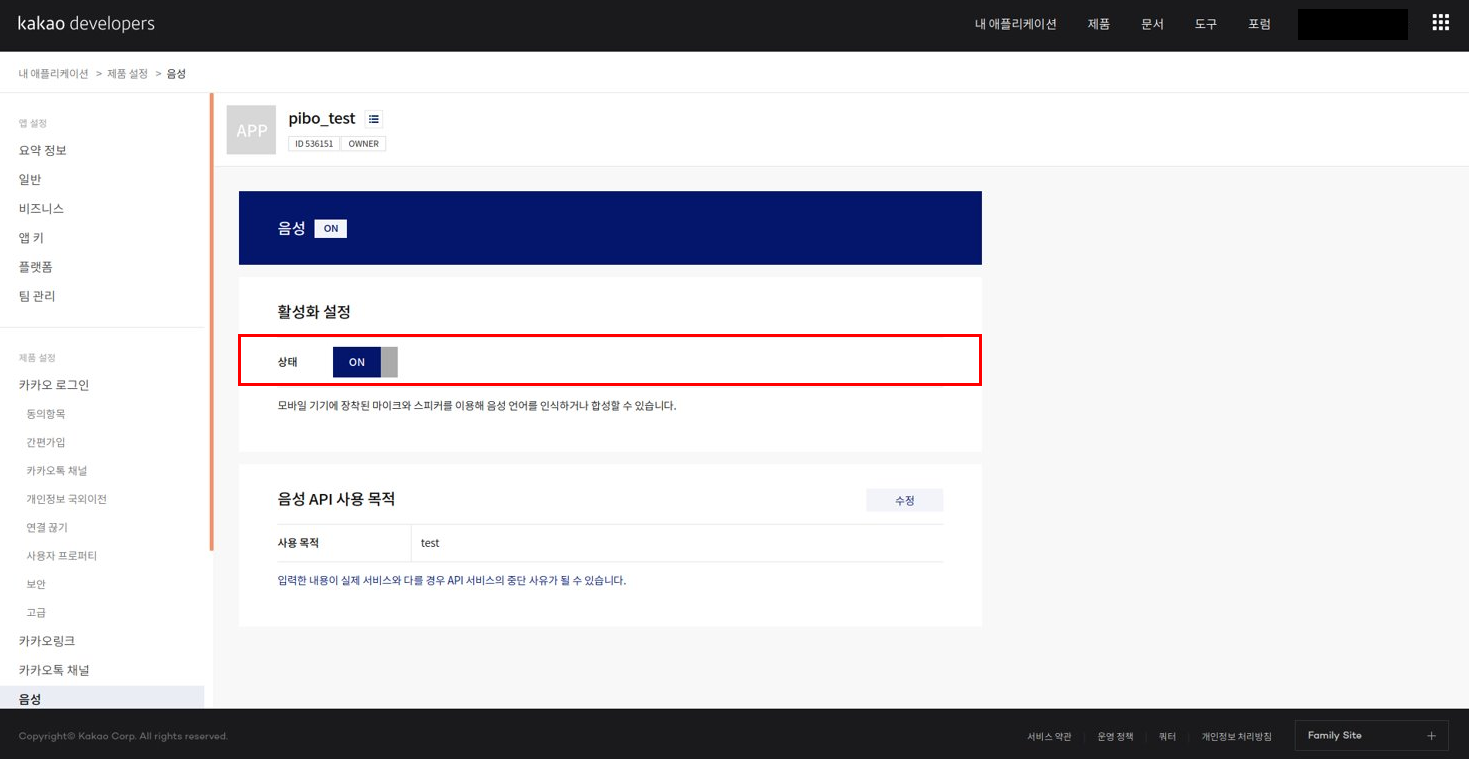 kakao developers
내 애플리케이션 제품 문서 도구 포럼
내 애플리케이션 > 제품 설정 > 음성
앱 설정
요약 정보
일반
비즈니스
앱 키
플랫폼
팀 관리
제품 설정
카카오 로그인
동의항목
간편가입
카카오톡 채널
개인정보 국외이전
연결 끊기
사용자 프로퍼티
보안
고급
카카오링크
카카오톡 채널
음성
APP
pibo_test
ID 536151 OWNER
음성 ON
활성화 설정
상태 ON
모바일 기기에 장착된 마이크와 스피커를 이용해 음성 언어를 인식하거나 합성할 수 있습니다.
음성 API 사용 목적 수정
사용 목적 test
입력한 내용이 실제 서비스와 다를 경우 API 서비스의 중단 사유가 될 수 있습니다.
Copyright© Kakao Corp. All rights reserved.
서비스 약관 운영 정책 쿼터 개인정보 처리방침 Family Site +